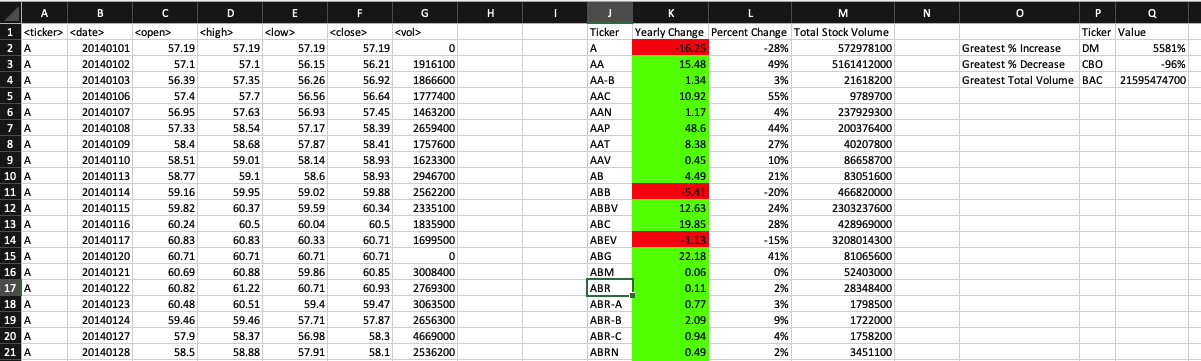 A B C D E F G H I J K L M N O P Q
1 <ticker> <date> <open> <high> <low> <close> <vol> Ticker Yearly Change Percent Change Total Stock Volume Ticker Value
2 A 20140101 57.19 57.19 57.19 57.19 0 A -16.25 -28% 572978100 Greatest % Increase DM 5581%
3 A 20140102 57.1 57.1 56.15 56.21 1916100 AA 15.48 49% 5161412000 Greatest % Decrease CBO -96%
4 A 20140103 56.39 57.35 56.26 56.92 1866600 AA-B 1.34 3% 21618200 Greatest Total Volume BAC 21595474700
5 A 20140106 57.4 57.7 56.56 56.64 1777400 AAC 10.92 55% 9789700
6 A 20140107 56.95 57.63 56.93 57.45 1463200 AAN 1.17 4% 237929300
7 A 20140108 57.33 58.54 57.17 58.39 2659400 AAP 48.6 44% 200376400
8 A 20140109 58.4 58.68 57.87 58.41 1757600 AAT 8.38 27% 40207800
9 A 20140110 58.51 59.01 58.14 58.93 1623300 AAV 0.45 10% 86658700
10 A 20140113 58.77 59.1 58.6 58.93 2946700 AB 4.49 21% 83051600
11 A 20140114 59.16 59.95 59.02 59.88 2562200 ABB -5.41 -20% 466820000
12 A 20140115 59.82 60.37 59.59 60.34 2335100 ABBV 12.63 24% 2303237600
13 A 20140116 60.24 60.5 60.04 60.5 1835900 ABC 19.85 28% 428969000
14 A 20140117 60.83 60.83 60.33 60.71 1699500 ABEV -1.13 -15% 3208014300
15 A 20140120 60.71 60.71 60.71 60.71 0 ABG 22.18 41% 81065600
16 A 20140121 60.69 60.88 59.86 60.85 3008400 ABM 0.06 0% 52403000
17 A 20140122 60.82 61.22 60.71 60.93 2769300 ABR 0.11 2% 28348400
18 A 20140123 60.48 60.51 59.4 59.47 3063500 ABR-A 0.77 3% 1798500
19 A 20140124 59.46 59.46 57.71 57.87 2656300 ABR-B 2.09 9% 1722000
20 A 20140127 57.9 58.37 56.98 58.3 4669000 ABR-C 0.94 4% 1758200
21 A 20140128 58.5 58.88 57.91 58.1 2536200 ABRN 0.49 2% 3451100